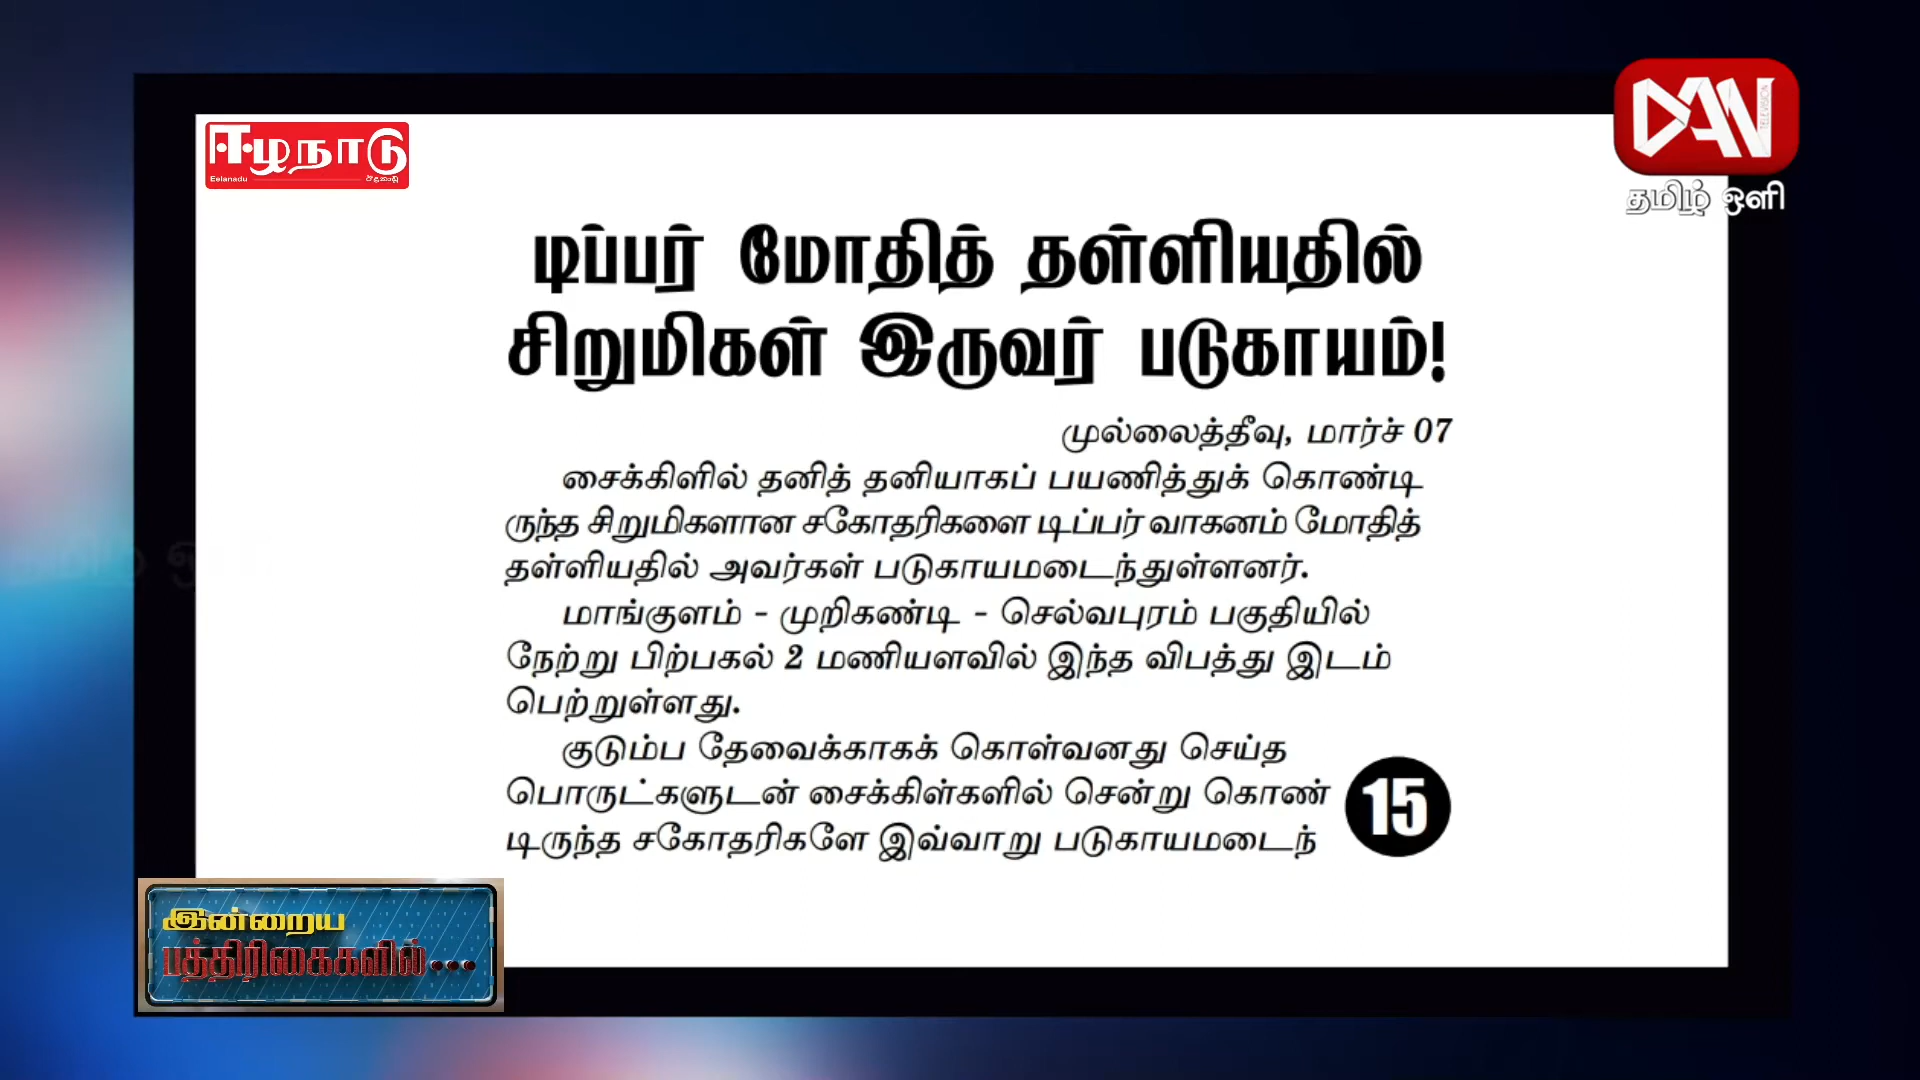 ஈழநாடு
Eelanadu
DAN
TELEVISION
தமிழ் ஒளி
டிப்பர் மோதித் தள்ளியதில்
சிறுமிகள் இருவர் படுகாயம்!
முல்லைத்தீவு, மார்ச் 07
சைக்கிளில் தனித் தனியாகப் பயணித்துக் கொண்டி
ருந்த சிறுமிகளான சகோதரிகளை டிப்பர் வாகனம் மோதித்
தள்ளியதில் அவர்கள் படுகாயமடைந்துள்ளனர்.
மாங்குளம் - முறிகண்டி - செல்வபுரம் பகுதியில்
நேற்று பிற்பகல் 2 மணியளவில் இந்த விபத்து இடம்
பெற்றுள்ளது.
குடும்ப தேவைக்காகக் கொள்வனது செய்த
பொருட்களுடன் சைக்கிள்களில் சென்று கொண்
டிருந்த சகோதரிகளே இவ்வாறு படுகாயமடைந்
15
இன்றைய
பத்திரிகைகளில்...